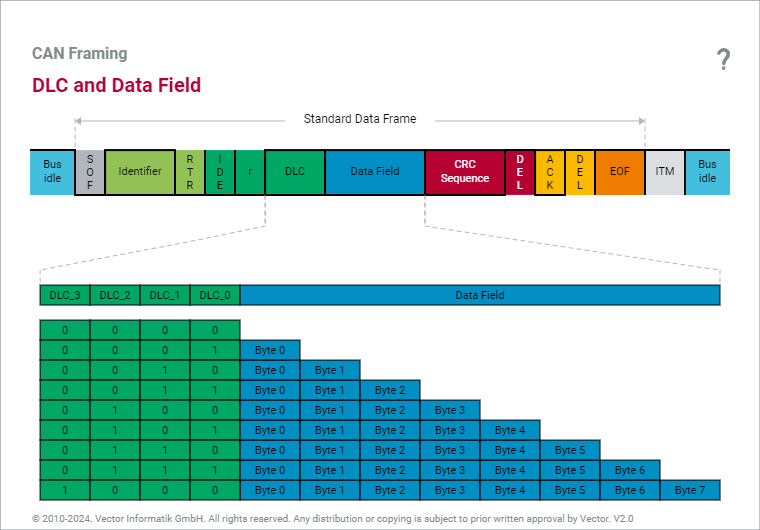 CAN Framing
?
DLC and Data Field
Standard Data Frame
Bus idle SOF Identifier RTR IDE r DLC Data Field CRC Sequence DEL ACK DEL EOF ITM Bus idle
DLC_3 DLC_2 DLC_1 DLC_0 Data Field
0 0 0 0
0 0 0 1 Byte 0
0 0 1 0 Byte 0 Byte 1
0 0 1 1 Byte 0 Byte 1 Byte 2
0 1 0 0 Byte 0 Byte 1 Byte 2 Byte 3
0 1 0 1 Byte 0 Byte 1 Byte 2 Byte 3 Byte 4
0 1 1 0 Byte 0 Byte 1 Byte 2 Byte 3 Byte 4 Byte 5
0 1 1 1 Byte 0 Byte 1 Byte 2 Byte 3 Byte 4 Byte 5 Byte 6
1 0 0 0 Byte 0 Byte 1 Byte 2 Byte 3 Byte 4 Byte 5 Byte 6 Byte 7
© 2010-2024. Vector Informatik GmbH. All rights reserved. Any distribution or copying is subject to prior written approval by Vector. V2.0